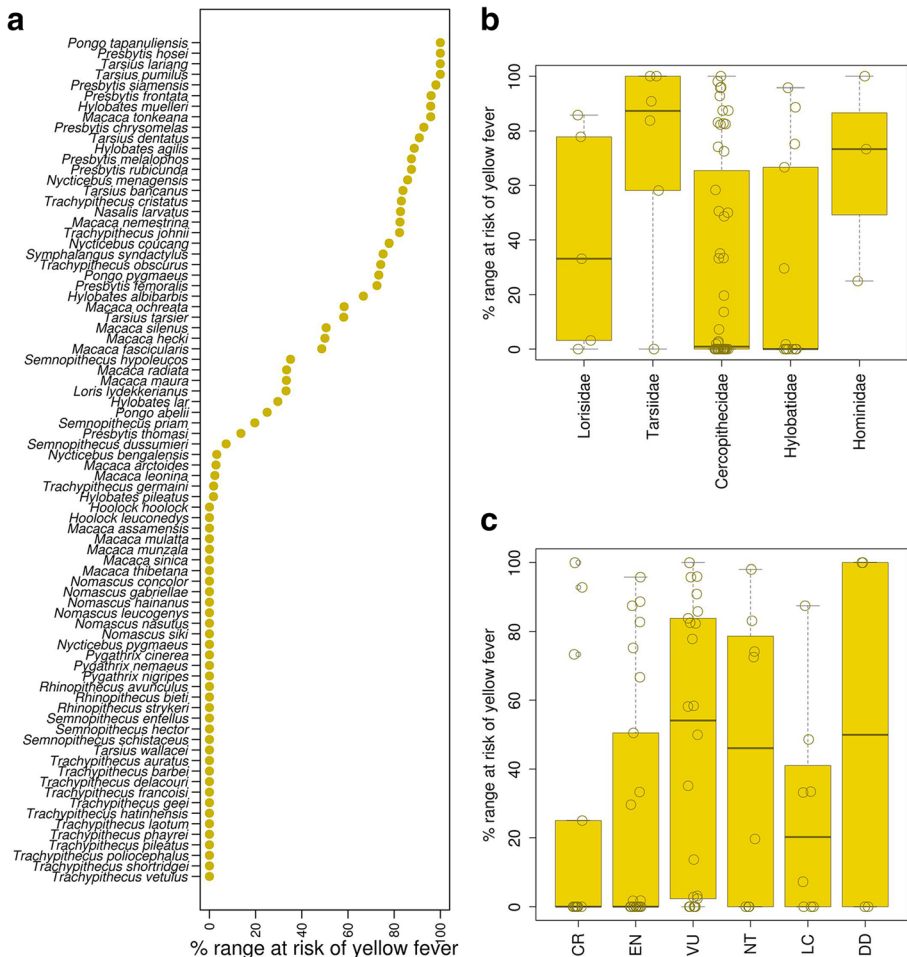 a
Pongo tapanuliensis
Presbytis hosei
Tarsius lariang
Tarsius pumilus
Presbytis siamensis
Presbytis frontata
Hylobates muelleri
Macaca tonkeana
Presbytis chrysomelas
Tarsius dentatus
Hylobates agilis
Presbytis melalophos
Presbytis rubicunda
Nycticebus menagensis
Tarsius bancanus
Trachypithecus cristatus
Nasalis larvatus
Macaca nemestrina
Trachypithecus johnii
Nycticebus coucang
Symphalangus syndactylus
Trachypithecus obscurus
Pongo pygmaeus
Presbytis femoralis
Hylobates albibarbis
Macaca ochreata
Tarsius tarsier
Macaca silenus
Macaca hecki
Macaca fascicularis
Semnopithecus hypoleucos
Macaca radiata
Macaca maura
Loris lydekkerianus
Hylobates lar
Pongo abelii
Semnopithecus priam
Presbytis thomasi
Semnopithecus dussumieri
Nycticebus bengalensis
Macaca arctoides
Macaca leonina
Trachypithecus germaini
Hylobates pileatus
Hoolock hoolock
Hoolock leuconedys
Macaca assamensis
Macaca mulatta
Macaca munzala
Macaca sinica
Macaca thibetana
Nomascus concolor
Nomascus gabriellae
Nomascus hainanus
Nomascus leucogenys
Nomascus nasutus
Nomascus siki
Nycticebus pygmaeus
Pygathrix cinerea
Pygathrix nemaeus
Pygathrix nigripes
Rhinopithecus avunculus
Rhinopithecus bieti
Rhinopithecus strykeri
Semnopithecus entellus
Semnopithecus hector
Semnopithecus schistaceus
Tarsius wallacei
Trachypithecus auratus
Trachypithecus barbei
Trachypithecus delacouri
Trachypithecus francoisi
Trachypithecus geei
Trachypithecus hatinhensis
Trachypithecus laotum
Trachypithecus phayrei
Trachypithecus pileatus
Trachypithecus poliocephalus
Trachypithecus shortridgei
Trachypithecus vetulus
0 20 40 60 80 100
% range at risk of yellow fever
b
% range at risk of yellow fever
100
80
60
40
20
0
Lorisidae Tarsiidae Cercopithecidae Hylobatidae Hominidae
c
% range at risk of yellow fever
100
80
60
40
20
0
CR EN VU NT LC DD